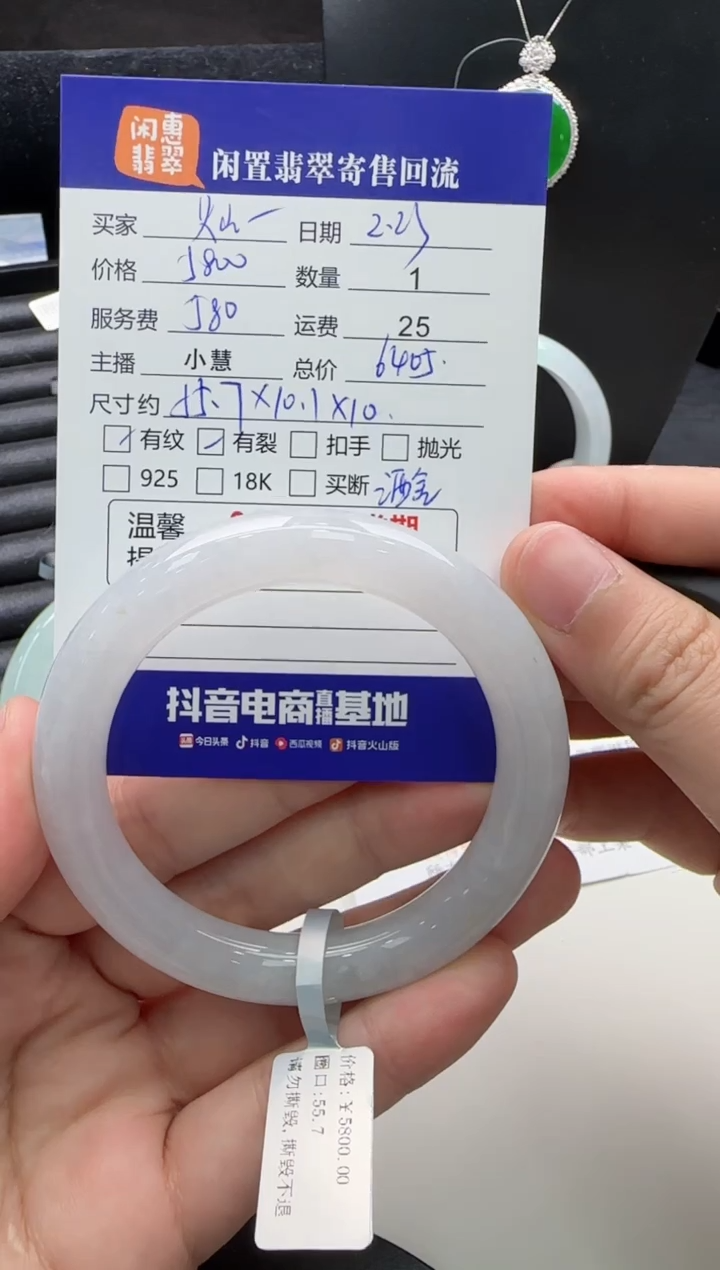 闲惠
翡翠
闲置翡翠寄售回流
买家 火山一 日期 2.25
价格 5800 数量 1
服务费 580 运费 25
主播 小慧 总价 6405.
尺寸约 55.7×10.1×10.
有纹 有裂 扣手 抛光
925 18K 买断 洒金
温馨
抖音电商直播基地
今日头条 抖音 西瓜视频 抖音火山版
价格:¥5800.00
圈口:55.7
请勿撕毁,撕毁不退